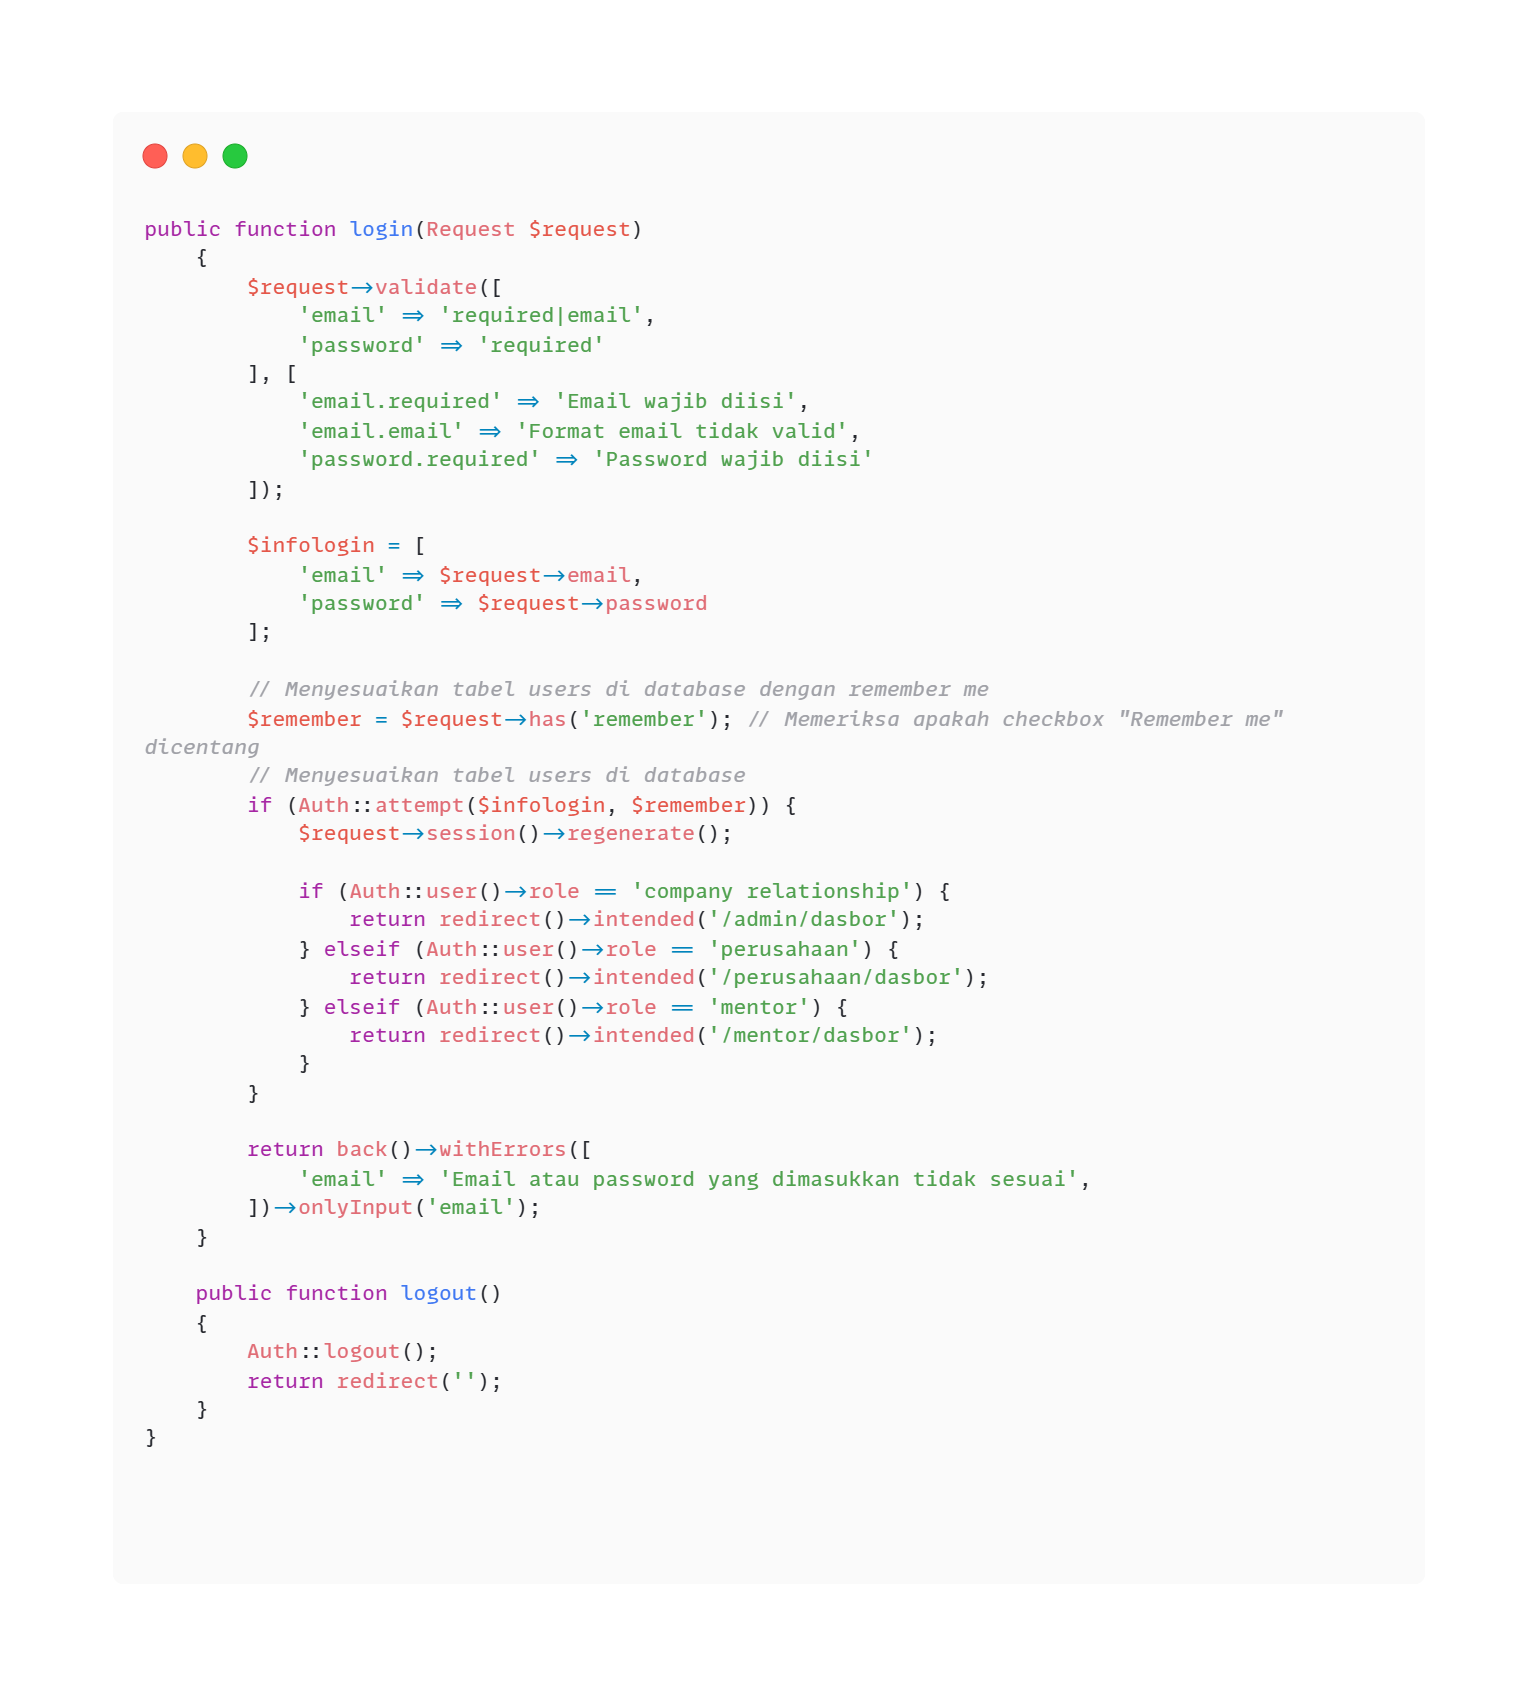 public function login(Request $request)
    {
        $request->validate([
            'email' => 'required|email',
            'password' => 'required'
        ], [
            'email.required' => 'Email wajib diisi',
            'email.email' => 'Format email tidak valid',
            'password.required' => 'Password wajib diisi'
        ]);

        $infologin = [
            'email' => $request->email,
            'password' => $request->password
        ];

        // Menyesuaikan tabel users di database dengan remember me
        $remember = $request->has('remember'); // Memeriksa apakah checkbox "Remember me"
dicentang
        // Menyesuaikan tabel users di database
        if (Auth::attempt($infologin, $remember)) {
            $request->session()->regenerate();

            if (Auth::user()->role == 'company relationship') {
                return redirect()->intended('/admin/dasbor');
            } elseif (Auth::user()->role == 'perusahaan') {
                return redirect()->intended('/perusahaan/dasbor');
            } elseif (Auth::user()->role == 'mentor') {
                return redirect()->intended('/mentor/dasbor');
            }
        }

        return back()->withErrors([
            'email' => 'Email atau password yang dimasukkan tidak sesuai',
        ])->onlyInput('email');
    }

    public function logout()
    {
        Auth::logout();
        return redirect('');
    }
}